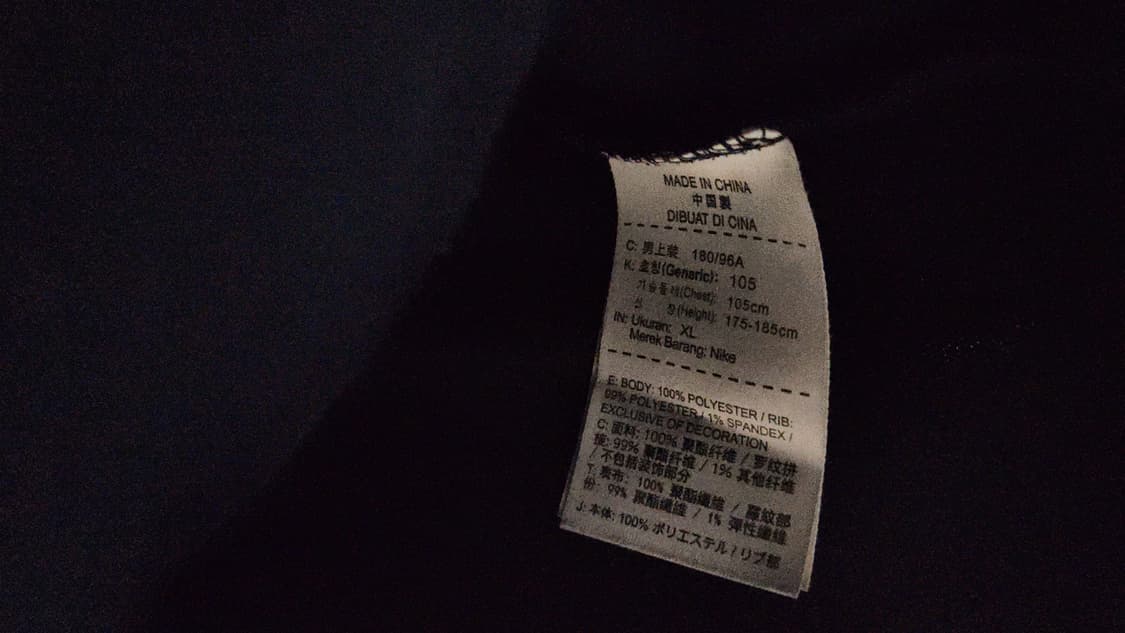 MADE IN CHINA
中国製
DIBUAT DI CINA
C: 男上装 180/96A
K: 호칭(Generic): 105
가슴둘레(Chest): 105cm
신 장(Height): 175-185cm
IN: Ukuran: XL
Merek Barang: Nike
E: BODY: 100% POLYESTER / RIB:
99% POLYESTER / 1% SPANDEX /
EXCLUSIVE OF DECORATION
C: 面料: 100% 聚酯纤维 / 罗纹拼
接: 99% 聚酯纤维 / 1% 其他纤维
/ 不包括装饰部分
T: 表布: 100% 聚酯纖維 / 羅紋部
份: 99% 聚酯纖維 / 1% 彈性纖維
J: 本体: 100% ポリエステル / リブ部